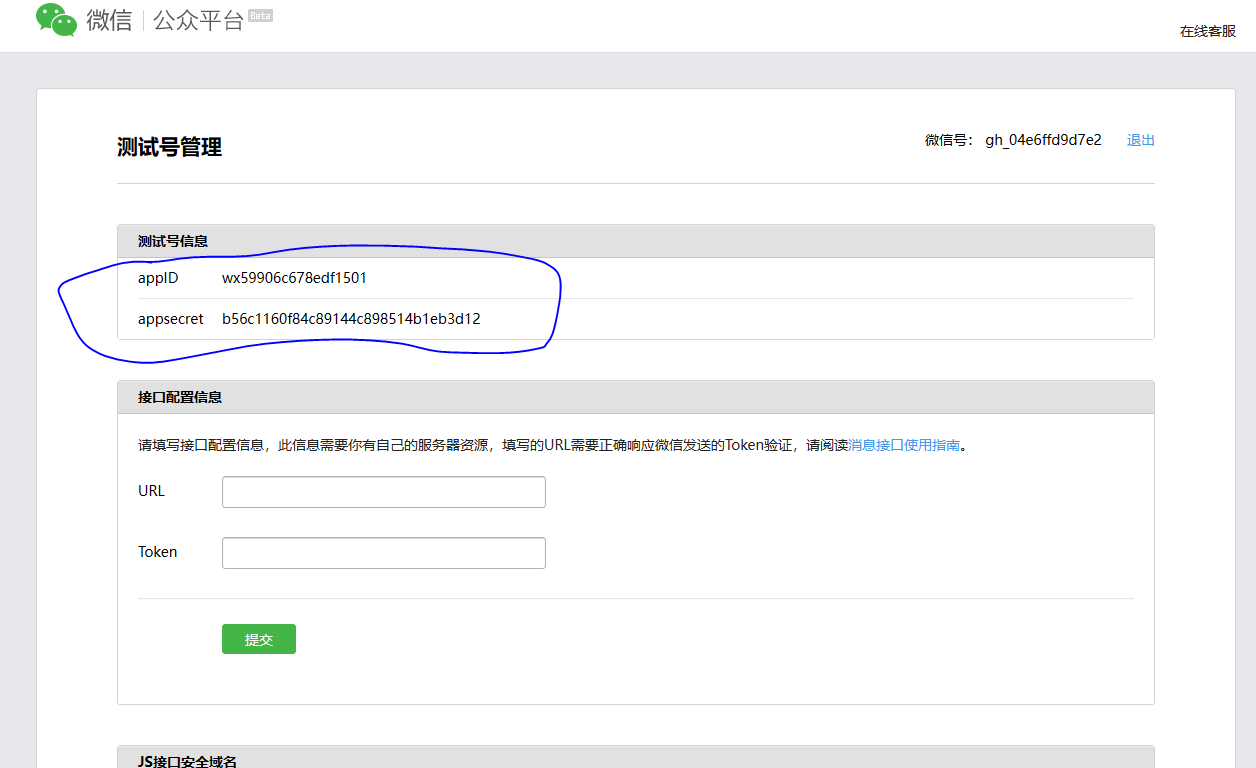 微信 公众平台 Beta
在线客服
测试号管理
微信号： gh_04e6ffd9d7e2 退出
测试号信息
appID wx59906c678edf1501
appsecret b56c1160f84c89144c898514b1eb3d12
接口配置信息
请填写接口配置信息，此信息需要你有自己的服务器资源，填写的URL需要正确响应微信发送的Token验证，请阅读消息接口使用指南。
URL
Token
提交
JS接口安全域名